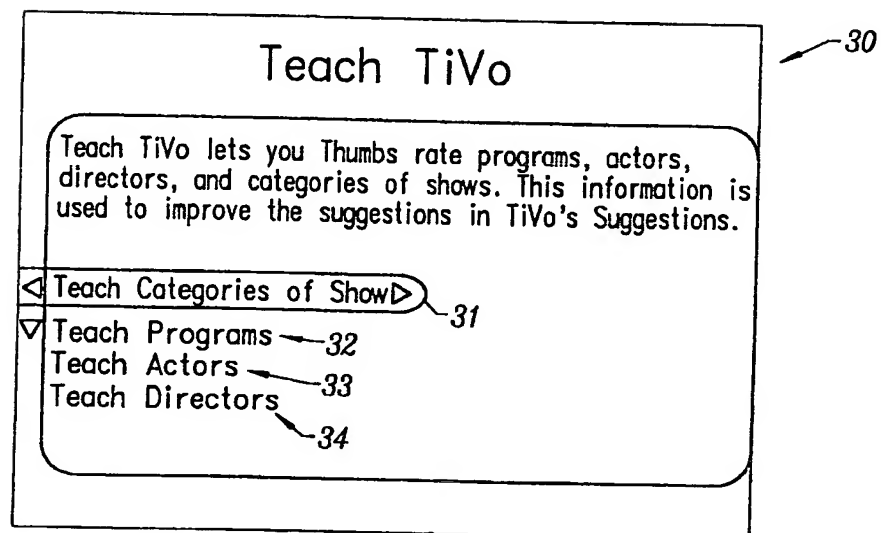 Teach TiVo
30
Teach TiVo lets you Thumbs rate programs, actors,
directors, and categories of shows. This information is
used to improve the suggestions in TiVo's Suggestions.
Teach Categories of Show
31
Teach Programs 32
Teach Actors 33
Teach Directors
34